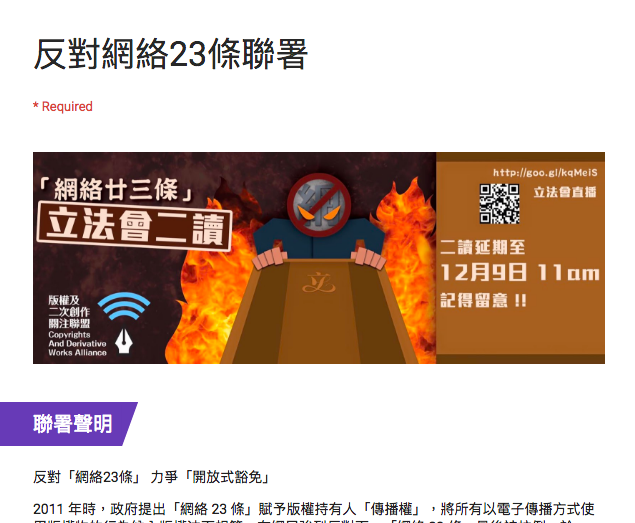 反對網絡23條聯署
* Required
「網絡廿三條」
立法會二讀
網
版權及
二次創作
關注聯盟
Copyrights
And Derivative
Works Alliance
立
http://goo.gl/kqMeiS
立法會直播
二讀延期至
12月9日 11am
記得留意 !!
聯署聲明
反對「網絡23條」 力爭「開放式豁免」
2011 年時，政府提出「網絡 23 條」賦予版權持有人「傳播權」，將所有以電子傳播方式使